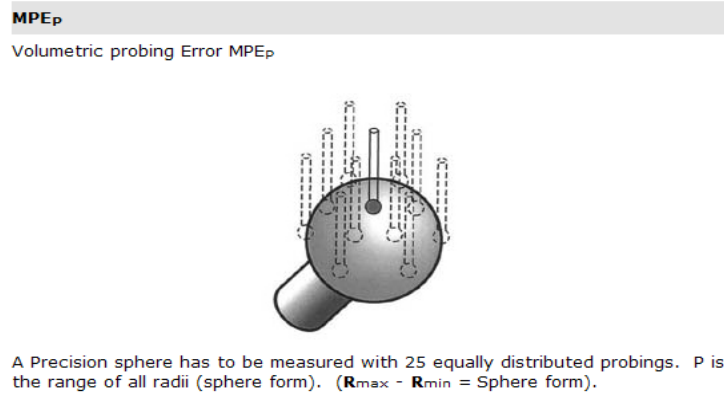 MPEP
Volumetric probing Error MPEP
A Precision sphere has to be measured with 25 equally distributed probings. P is
the range of all radii (sphere form). (Rmax - Rmin = Sphere form).